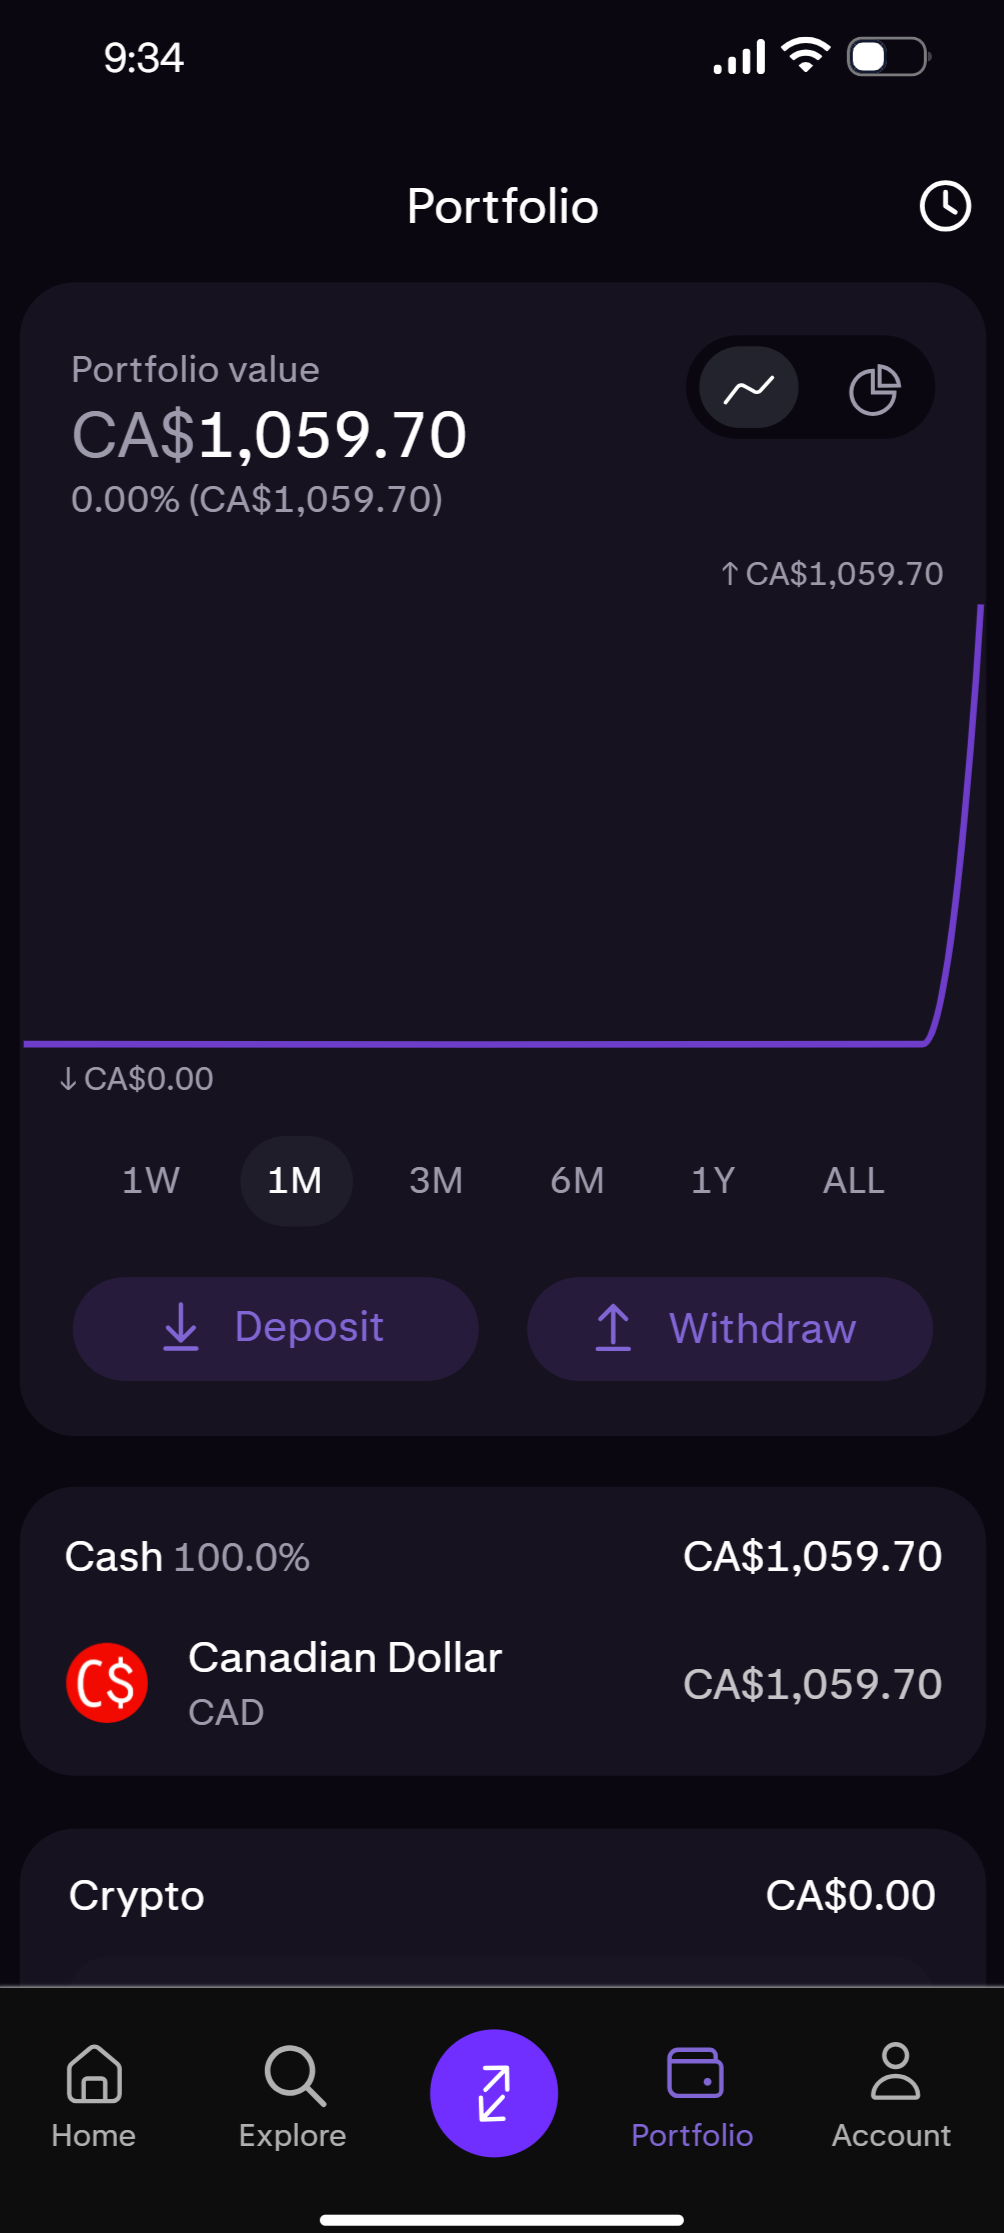 9:34
Portfolio
Portfolio value
CA$1,059.70
0.00% (CA$1,059.70)
↑ CA$1,059.70
↓ CA$0.00
1W 1M 3M 6M 1Y ALL
Deposit Withdraw
Cash 100.0% CA$1,059.70
C$ Canadian Dollar CA$1,059.70
CAD
Crypto CA$0.00
Home Explore Portfolio Account